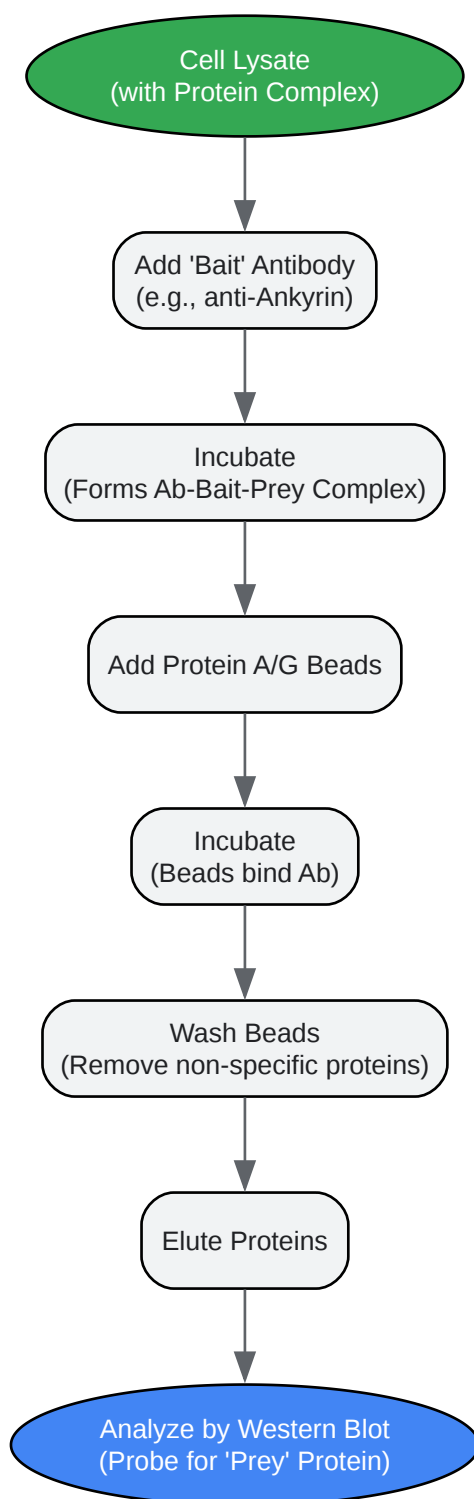 Cell Lysate
(with Protein Complex)
Add 'Bait' Antibody
(e.g., anti-Ankyrin)
Incubate
(Forms Ab-Bait-Prey Complex)
Add Protein A/G Beads
Incubate
(Beads bind Ab)
Wash Beads
(Remove non-specific proteins)
Elute Proteins
Analyze by Western Blot
(Probe for 'Prey' Protein)